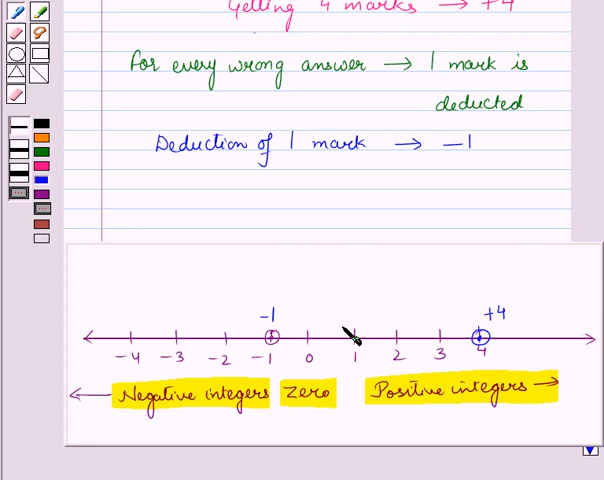 Getting 4 marks → +4
For every wrong answer → 1 mark is
deducted
Deduction of 1 mark → -1
-1 +4
-4 -3 -2 -1 0 1 2 3 4
Negative integers Zero Positive integers